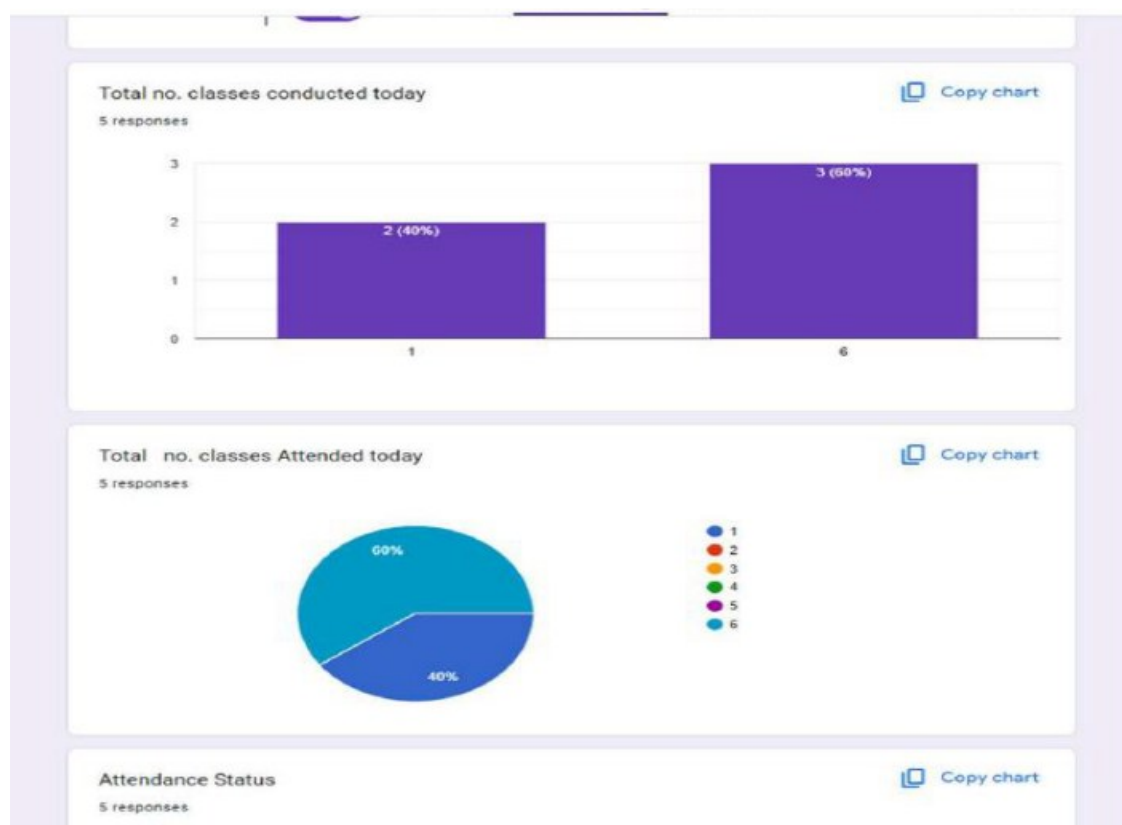 Total no. classes conducted today
Copy chart
5 responses
3
3 (60%)
2
2 (40%)
1
0
1
6
Total no. classes Attended today
Copy chart
5 responses
60%
40%
1
2
3
4
5
6
Attendance Status
Copy chart
5 responses